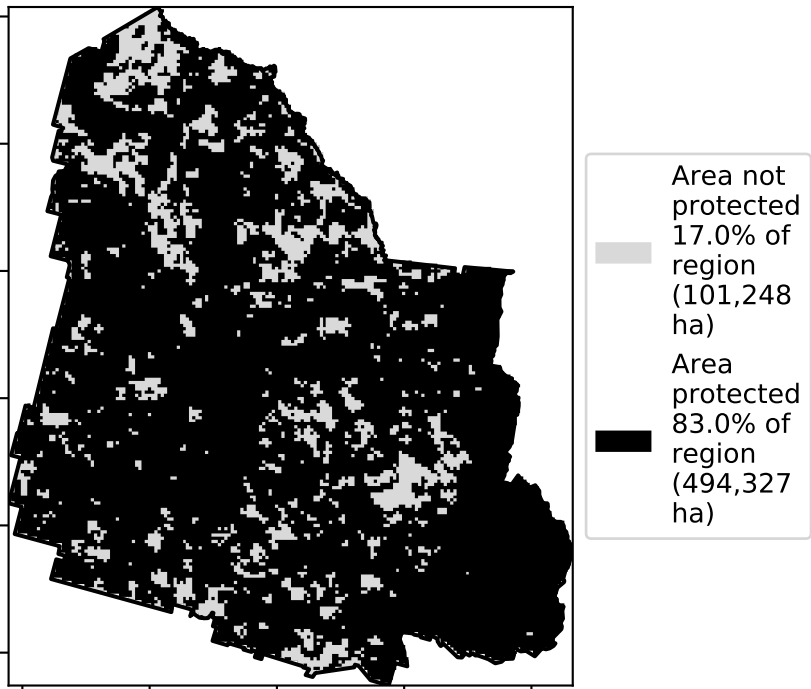 Area not
protected
17.0% of
region
(101,248
ha)
Area
protected
83.0% of
region
(494,327
ha)